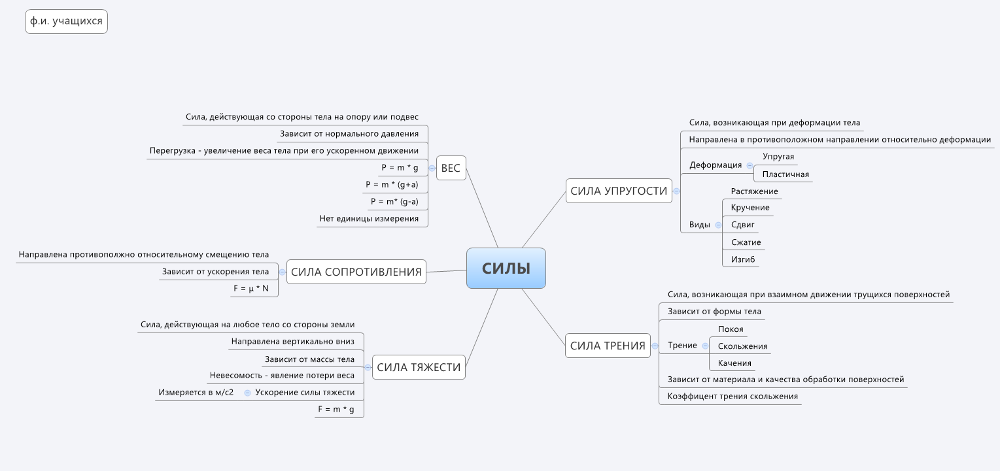 ф.и. учащихся
СИЛЫ
ВЕС
Сила, действующая со стороны тела на опору или подвес
Зависит от нормального давления
Перегрузка - увеличение веса тела при его ускоренном движении
P = m * g
P = m * (g+a)
P = m* (g-a)
Нет единицы измерения
СИЛА СОПРОТИВЛЕНИЯ
Направлена противополжно относительному смещению тела
Зависит от ускорения тела
F = μ * N
СИЛА ТЯЖЕСТИ
Сила, действующая на любое тело со стороны земли
Направлена вертикально вниз
Зависит от массы тела
Невесомость - явление потери веса
Ускорение силы тяжести
Измеряется в м/с2
F = m * g
СИЛА УПРУГОСТИ
Сила, возникающая при деформации тела
Направлена в противоположном направлении относительно деформации
Деформация
Упругая
Пластичная
Виды
Растяжение
Кручение
Сдвиг
Сжатие
Изгиб
СИЛА ТРЕНИЯ
Сила, возникающая при взаимном движении трущихся поверхностей
Зависит от формы тела
Трение
Покоя
Скольжения
Качения
Зависит от материала и качества обработки поверхностей
Коэффицент трения скольжения